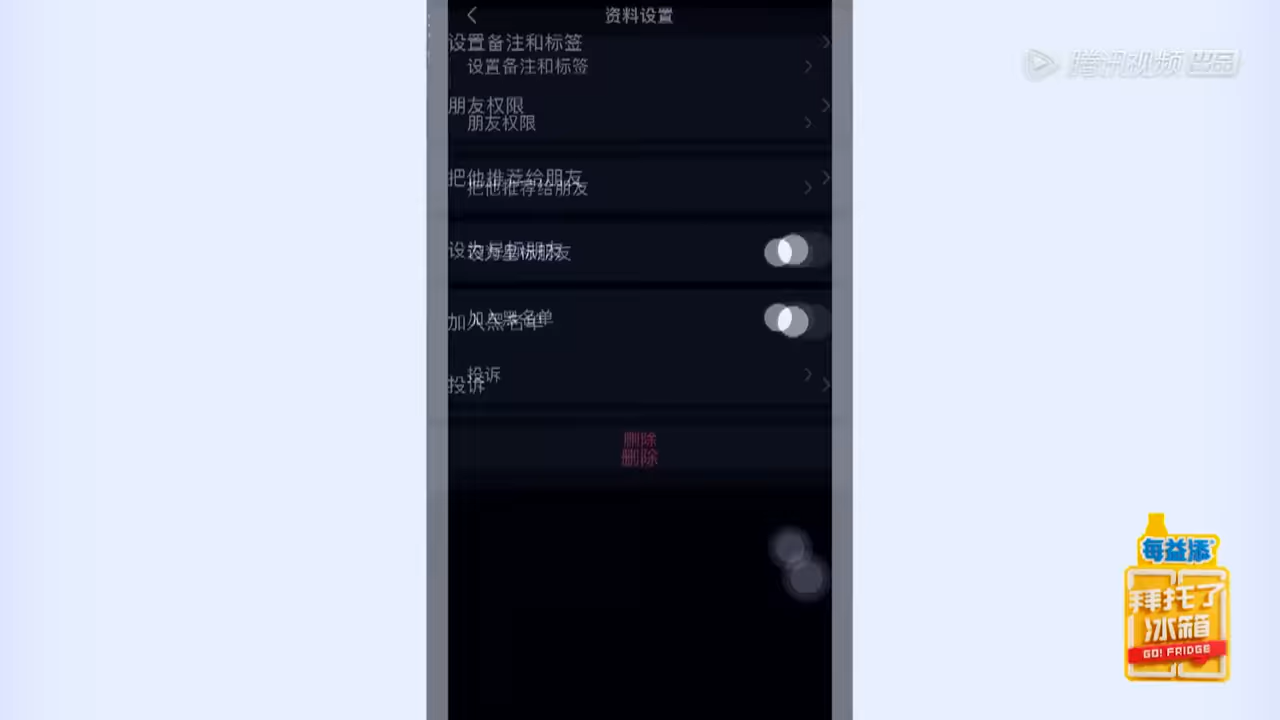 资料设置
设置备注和标签
设置备注和标签
朋友权限
朋友权限
把他推荐给朋友
把他推荐给朋友
设为星标朋友
设为星标朋友
加入黑名单
加入黑名单
投诉
投诉
删除
删除
腾讯视频 出品
每益添
拜托了
冰箱
GO! FRIDGE